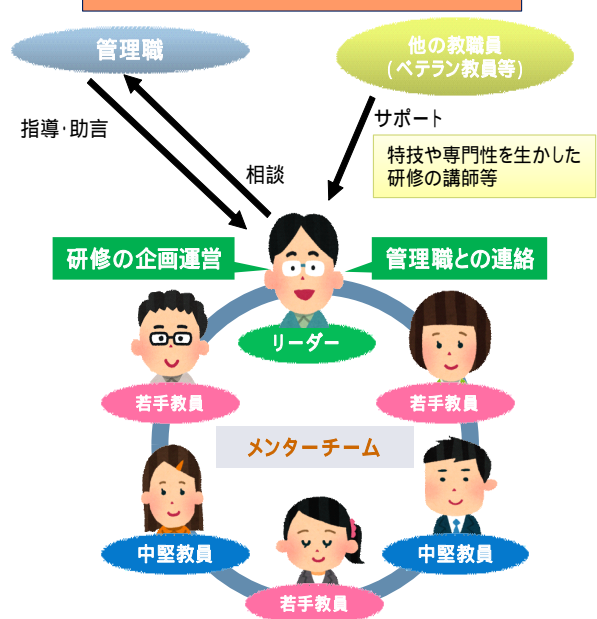 管理職
他の教職員
(ベテラン教員等)
指導・助言
相談
サポート
特技や専門性を生かした
研修の講師等
研修の企画運営
管理職との連絡
リーダー
若手教員
若手教員
メンターチーム
中堅教員
中堅教員
若手教員